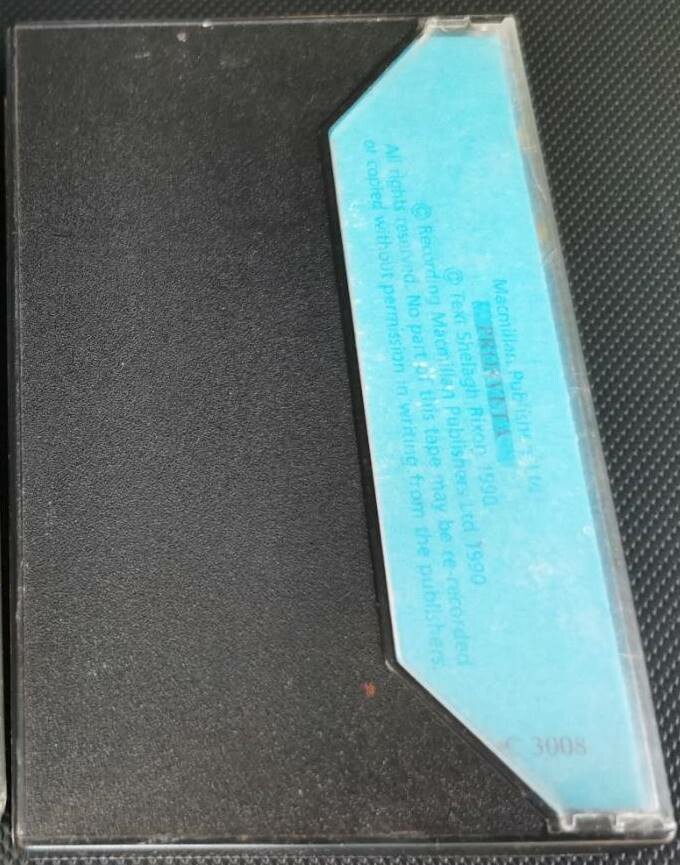 Macmillan Publishers Ltd
© Text Shelagh Rixon 1990
© Recording Macmillan Publishers Ltd 1990
All rights reserved. No part of this tape may be re-recorded
or copied without permission in writing from the publishers.
C 3008